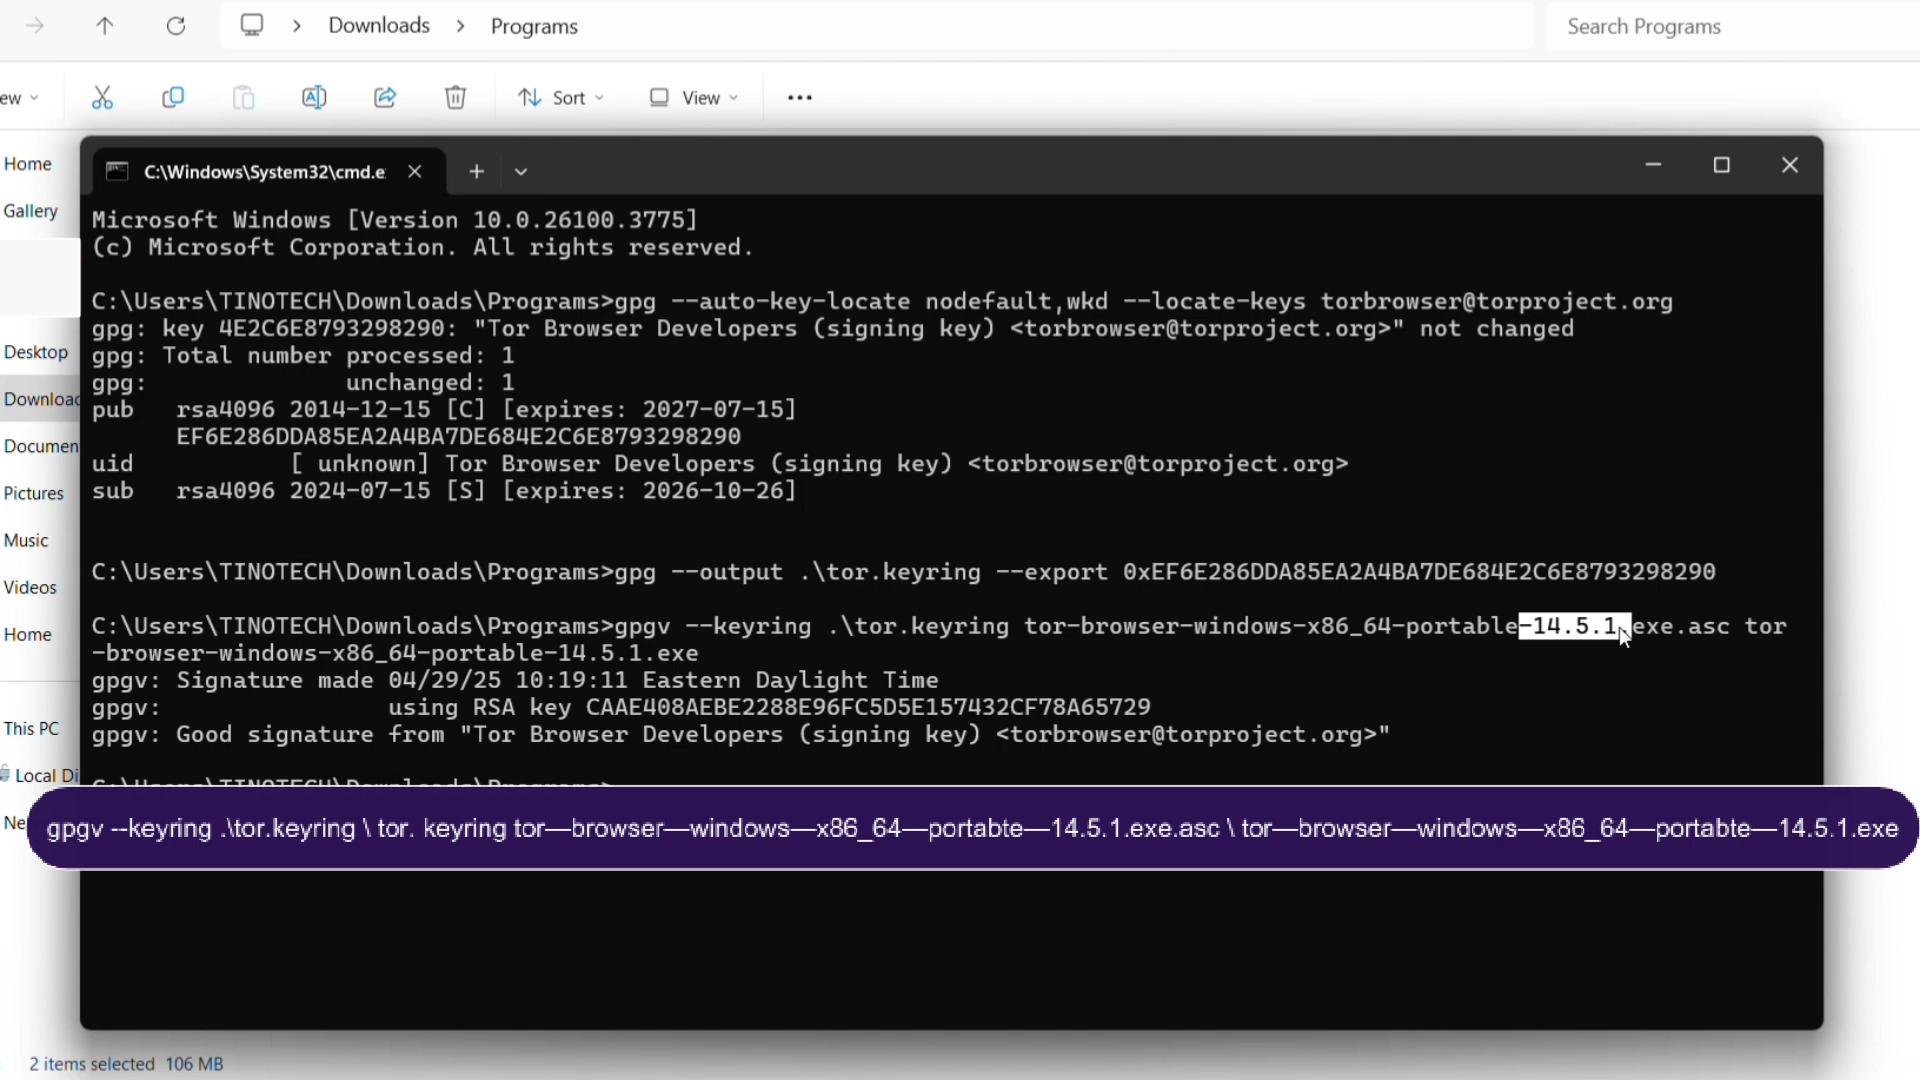 Downloads > Programs
Search Programs
ew
Sort
View
Home
Gallery
Desktop
Downloac
Documen
Pictures
Music
Videos
Home
This PC
Local Di
Ne
C:\Windows\System32\cmd.e
Microsoft Windows [Version 10.0.26100.3775]
(c) Microsoft Corporation. All rights reserved.
C:\Users\TINOTECH\Downloads\Programs>gpg --auto-key-locate nodefault,wkd --locate-keys torbrowser@torproject.org
gpg: key 4E2C6E8793298290: "Tor Browser Developers (signing key) <torbrowser@torproject.org>" not changed
gpg: Total number processed: 1
gpg:              unchanged: 1
pub   rsa4096 2014-12-15 [C] [expires: 2027-07-15]
      EF6E286DDA85EA2A4BA7DE684E2C6E8793298290
uid           [ unknown] Tor Browser Developers (signing key) <torbrowser@torproject.org>
sub   rsa4096 2024-07-15 [S] [expires: 2026-10-26]
C:\Users\TINOTECH\Downloads\Programs>gpg --output .\tor.keyring --export 0xEF6E286DDA85EA2A4BA7DE684E2C6E8793298290
C:\Users\TINOTECH\Downloads\Programs>gpgv --keyring .\tor.keyring tor-browser-windows-x86_64-portable-14.5.1.exe.asc tor
-browser-windows-x86_64-portable-14.5.1.exe
gpgv: Signature made 04/29/25 10:19:11 Eastern Daylight Time
gpgv:                using RSA key CAAE408AEBE2288E96FC5D5E157432CF78A65729
gpgv: Good signature from "Tor Browser Developers (signing key) <torbrowser@torproject.org>"
C:\Users\TINOTECH\Downloads\Programs>
gpgv --keyring .\tor.keyring \ tor. keyring tor—browser—windows—x86_64—portabte—14.5.1.exe.asc \ tor—browser—windows—x86_64—portabte—14.5.1.exe
2 items selected 106 MB